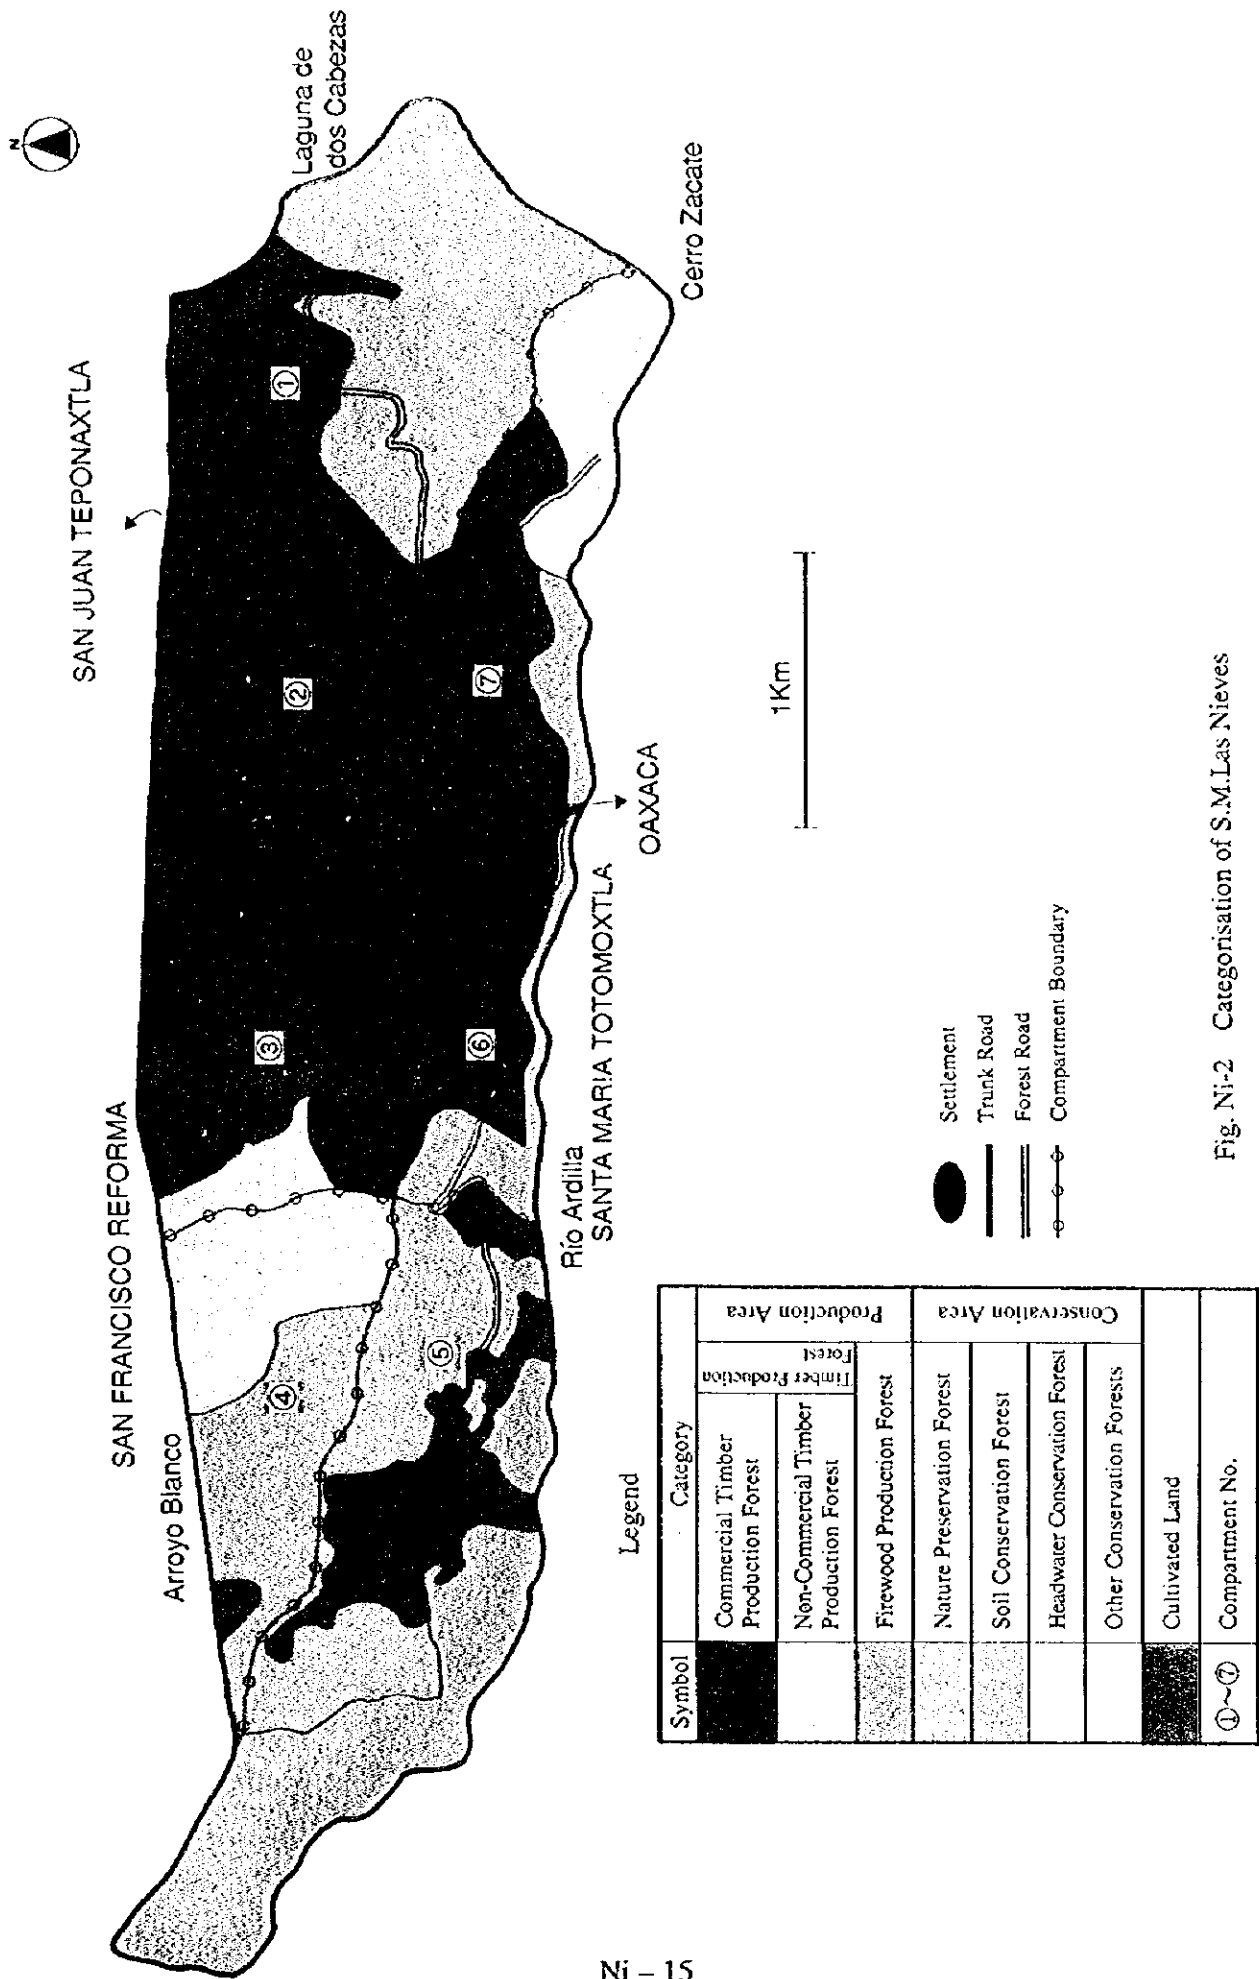 N
Laguna de
dos Cabezas
SAN JUAN TEPONAXTLA
Cerro Zacate
①
②
⑦
OAXACA
1Km
③
⑥
SAN FRANCISCO REFORMA
Río Ardilla
SANTA MARIA TOTOMOXTLA
Arroyo Blanco
④
⑤
Settlement
Trunk Road
Forest Road
Compartment Boundary
Legend
Symbol
Category
Commercial Timber
Production Forest
Non-Commercial Timber
Production Forest
Timber Production
Forest
Firewood Production Forest
Production Area
Nature Preservation Forest
Soil Conservation Forest
Headwater Conservation Forest
Other Conservation Forests
Conservation Area
Cultivated Land
①~⑦ Compartment No.
Fig. Ni-2 Categorisation of S.M.Las Nieves
Ni – 15